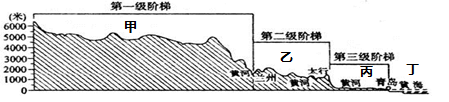 第一级阶梯
(米)
甲
6000
5000
4000
3000
2000
1000
0
第二级阶梯
乙
黄河
兰州
黄河
太行
第三级阶梯
黄河
丙
青岛
丁
黄海